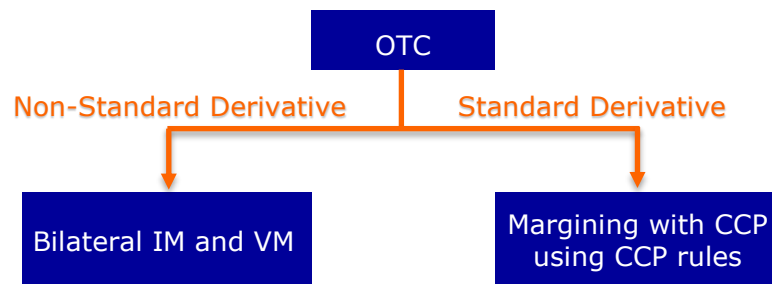 OTC
Non-Standard Derivative
Standard Derivative
Bilateral IM and VM
Margining with CCP
using CCP rules